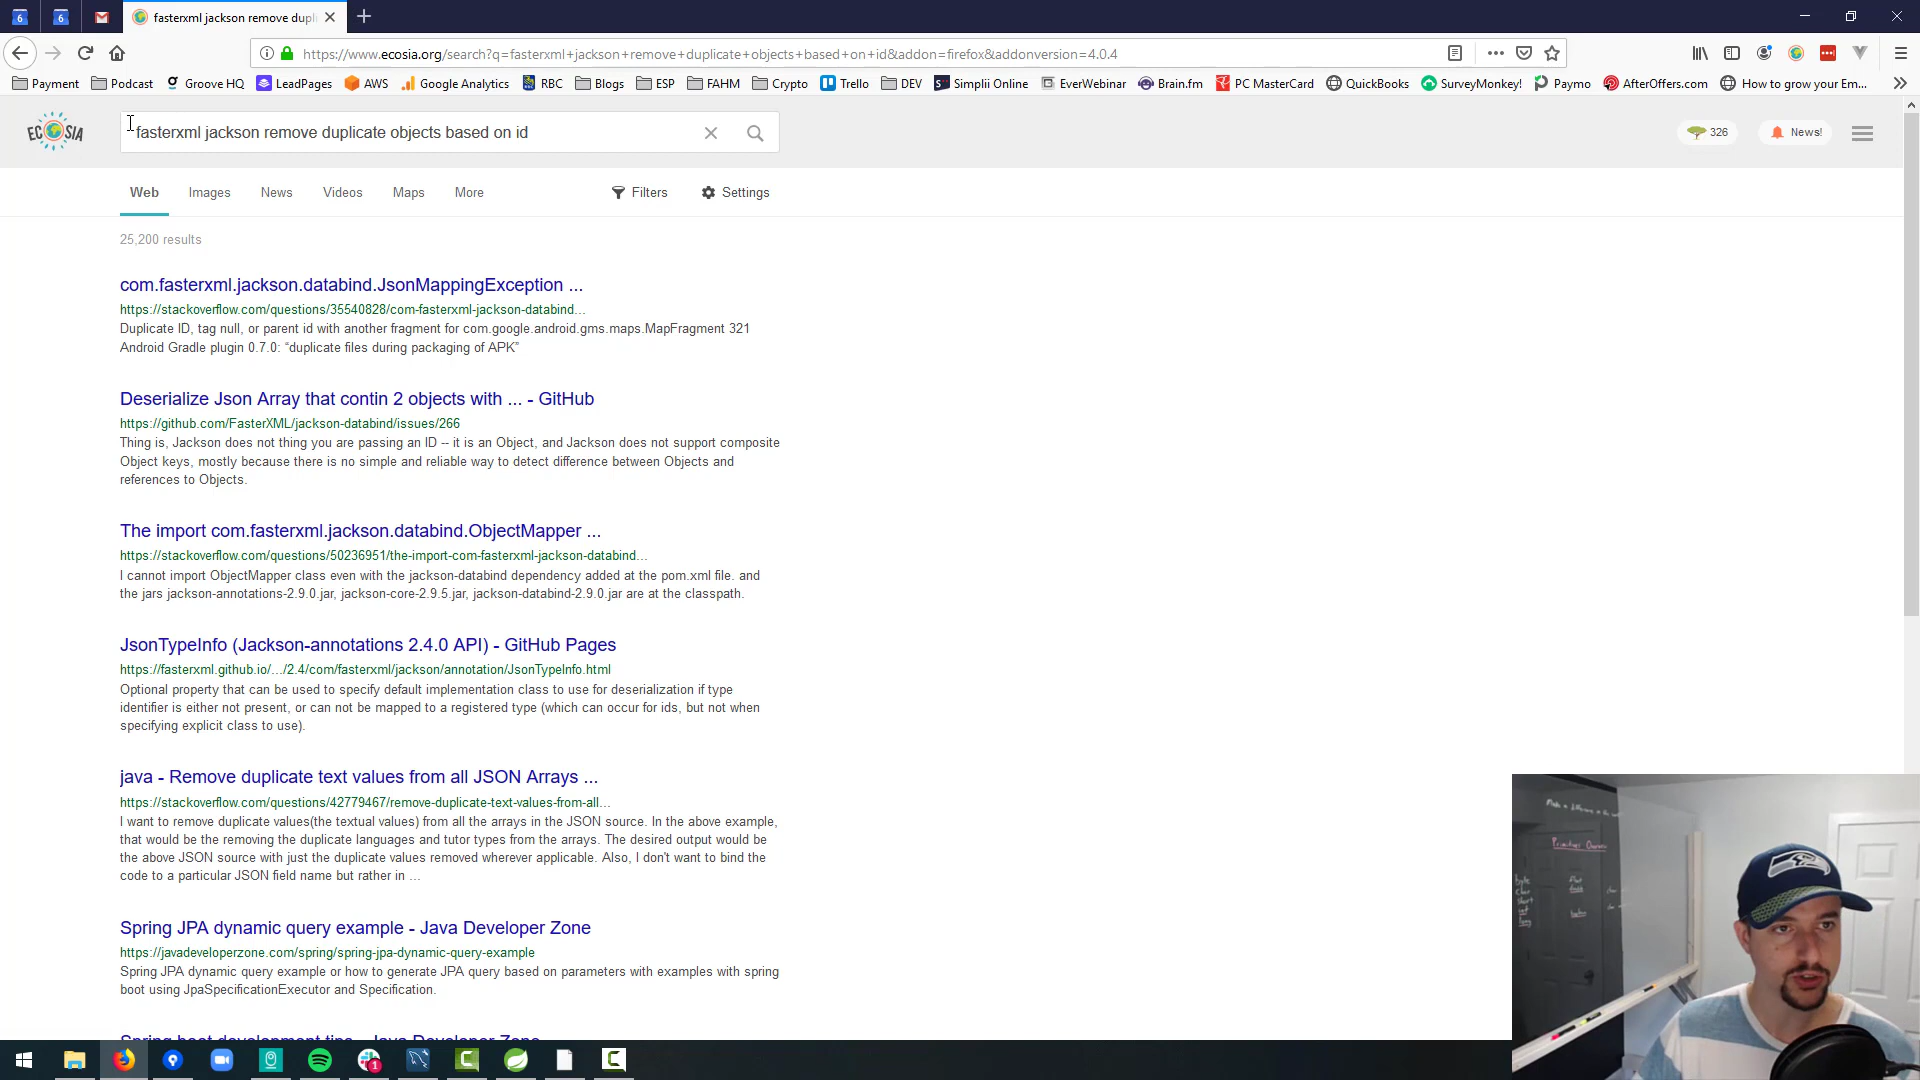 6
6
fasterxml jackson remove dupl
https://www.ecosia.org/search?q=fasterxml+jackson+remove+duplicate+objects+based+on+id&addon=firefox&addonversion=4.0.4
Payment
Podcast
Groove HQ
LeadPages
AWS
Google Analytics
RBC
Blogs
ESP
FAHM
Crypto
Trello
DEV
Simplii Online
EverWebinar
Brain.fm
PC MasterCard
QuickBooks
SurveyMonkey!
Paymo
AfterOffers.com
How to grow your Em...
ECOSIA
fasterxml jackson remove duplicate objects based on id
326
News!
Web
Images
News
Videos
Maps
More
Filters
Settings
25,200 results
com.fasterxml.jackson.databind.JsonMappingException ...
https://stackoverflow.com/questions/35540828/com-fasterxml-jackson-databind...
Duplicate ID, tag null, or parent id with another fragment for com.google.android.gms.maps.MapFragment 321
Android Gradle plugin 0.7.0: “duplicate files during packaging of APK”
Deserialize Json Array that contin 2 objects with ... - GitHub
https://github.com/FasterXML/jackson-databind/issues/266
Thing is, Jackson does not thing you are passing an ID -- it is an Object, and Jackson does not support composite
Object keys, mostly because there is no simple and reliable way to detect difference between Objects and
references to Objects.
The import com.fasterxml.jackson.databind.ObjectMapper ...
https://stackoverflow.com/questions/50236951/the-import-com-fasterxml-jackson-databind...
I cannot import ObjectMapper class even with the jackson-databind dependency added at the pom.xml file. and
the jars jackson-annotations-2.9.0.jar, jackson-core-2.9.5.jar, jackson-databind-2.9.0.jar are at the classpath.
JsonTypeInfo (Jackson-annotations 2.4.0 API) - GitHub Pages
https://fasterxml.github.io/.../2.4/com/fasterxml/jackson/annotation/JsonTypeInfo.html
Optional property that can be used to specify default implementation class to use for deserialization if type
identifier is either not present, or can not be mapped to a registered type (which can occur for ids, but not when
specifying explicit class to use).
java - Remove duplicate text values from all JSON Arrays ...
https://stackoverflow.com/questions/42779467/remove-duplicate-text-values-from-all...
I want to remove duplicate values(the textual values) from all the arrays in the JSON source. In the above example,
that would be the removing the duplicate languages and tutor types from the arrays. The desired output would be
the above JSON source with just the duplicate values removed wherever applicable. Also, I don't want to bind the
code to a particular JSON field name but rather in ...
Spring JPA dynamic query example - Java Developer Zone
https://javadeveloperzone.com/spring/spring-jpa-dynamic-query-example
Spring JPA dynamic query example or how to generate JPA query based on parameters with examples with spring
boot using JpaSpecificationExecutor and Specification.
Spring boot development tips - Java Developer Zone
Primitives
byte
char
short
int
long
1